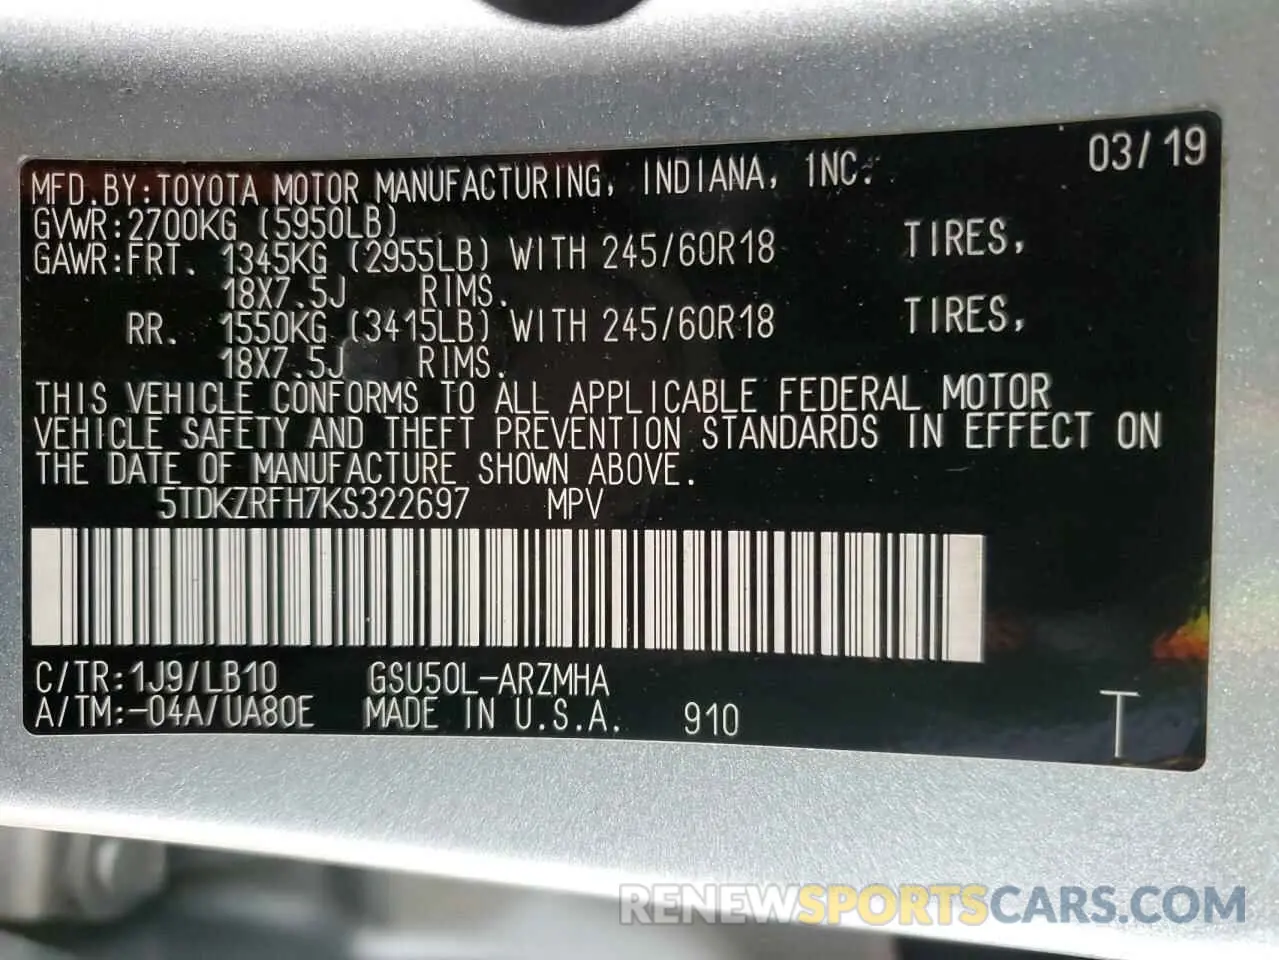 03/19
MFD.BY:TOYOTA MOTOR MANUFACTURING, INDIANA, INC.
GVWR:2700KG (5950LB)
GAWR:FRT. 1345KG (2955LB) WITH 245/60R18 TIRES,
18X7.5J RIMS.
RR. 1550KG (3415LB) WITH 245/60R18 TIRES,
18X7.5J RIMS.
THIS VEHICLE CONFORMS TO ALL APPLICABLE FEDERAL MOTOR
VEHICLE SAFETY AND THEFT PREVENTION STANDARDS IN EFFECT ON
THE DATE OF MANUFACTURE SHOWN ABOVE.
5TDKZRFH7KS322697 MPV
C/TR:1J9/LB10 GSU50L-ARZMHA
A/TM:-04A/UA80E MADE IN U.S.A. 910 T
RENEWSPORTSCARS.COM